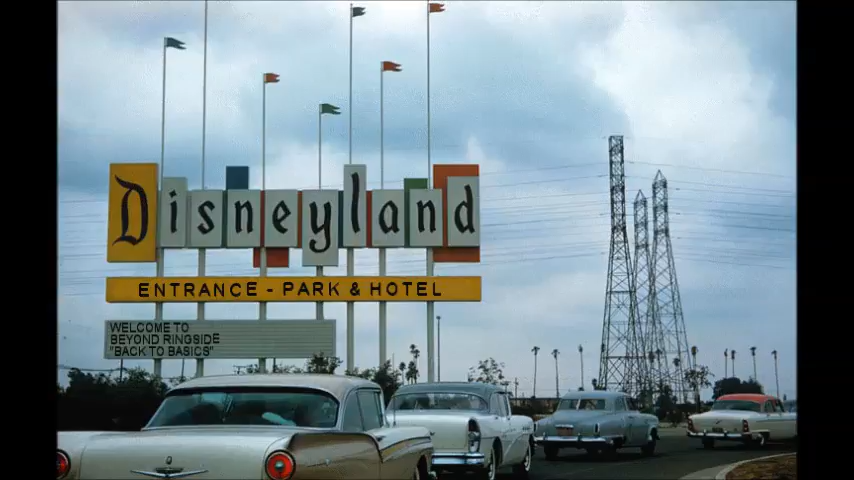 Disneyland
ENTRANCE - PARK & HOTEL
WELCOME TO
BEYOND RINGSIDE
"BACK TO BASICS"